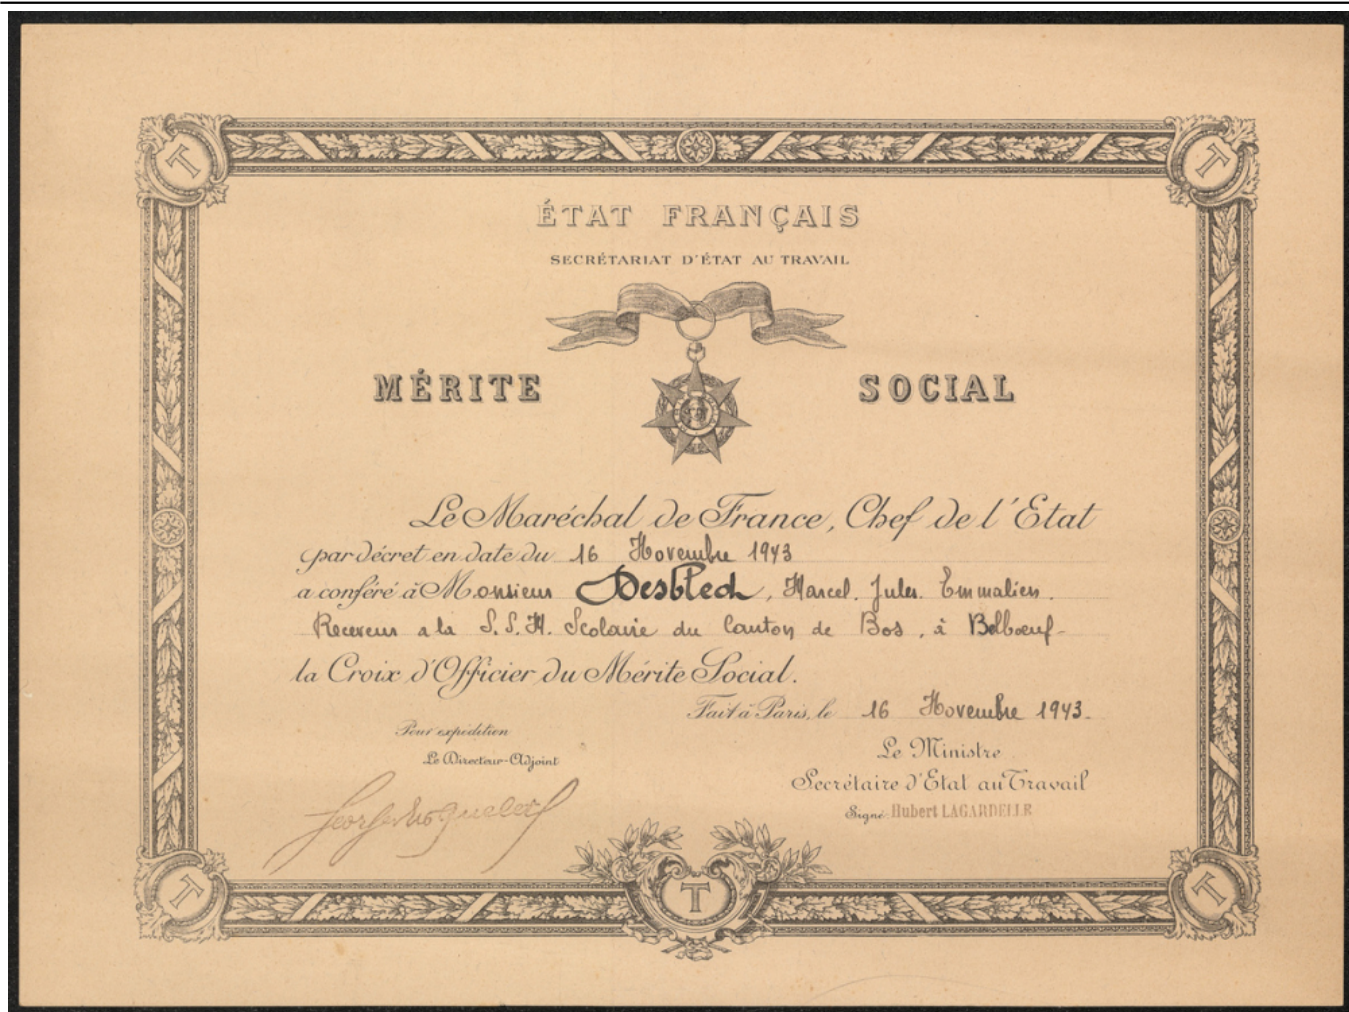 T T
ÉTAT FRANÇAIS
SECRÉTARIAT D'ÉTAT AU TRAVAIL
MÉRITE SOCIAL
Le Maréchal de France, Chef de l'Etat
par décret en date du 16 Novembre 1943
a conféré à Monsieur Desbled, Marcel. Jules. Emmalien.
Receveur a la S.S.M. Scolaire du Canton de Bos, à Belbœuf
la Croix d'Officier du Mérite Social.
Fait à Paris, le 16 Novembre 1943.
Pour expédition
Le Directeur-Adjoint
Le Ministre
Secrétaire d'Etat au Travail
Signé: Hubert LAGARDELLE
T T T